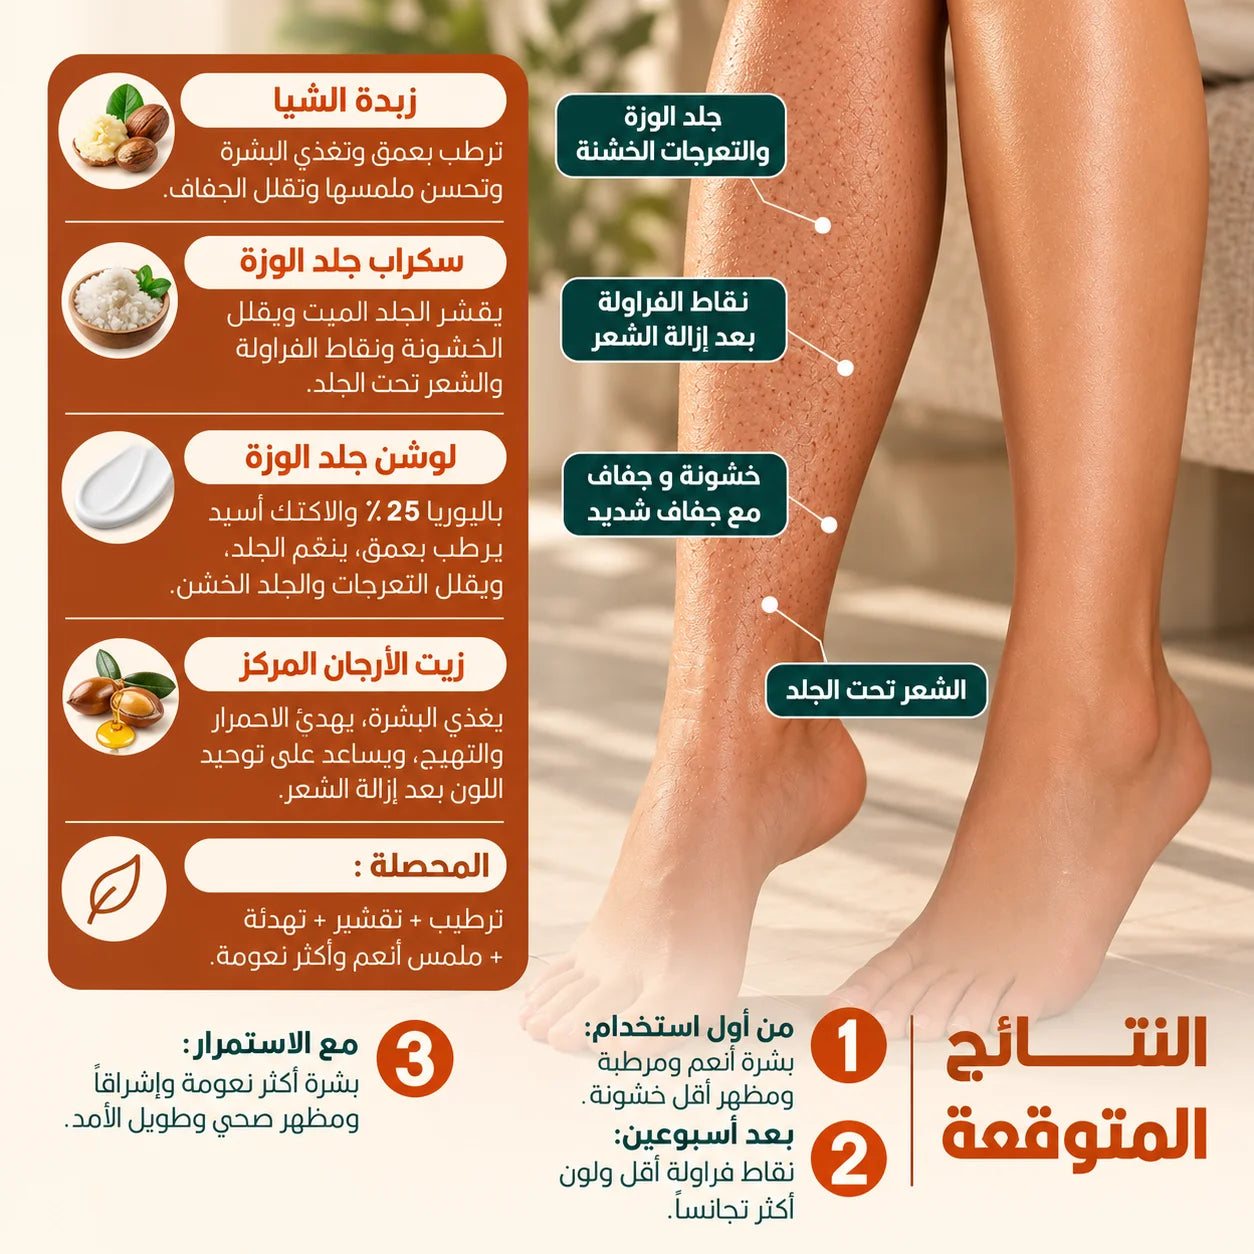 زبدة الشيا
ترطب بعمق وتغذي البشرة
وتحسن ملمسها وتقلل الجفاف.
سكراب جلد الوزة
يقشر الجلد الميت ويقلل
الخشونة ونقاط الفراولة
والشعر تحت الجلد.
لوشن جلد الوزة
باليوريا 25٪ والاكتك أسيد
يرطب بعمق، ينعّم الجلد،
ويقلل التعرجات والجلد الخشن.
زيت الأرجان المركز
يغذي البشرة، يهدئ الاحمرار
والتهيج، ويساعد على توحيد
اللون بعد إزالة الشعر.
المحصلة :
ترطيب + تقشير + تهدئة
+ ملمس أنعم وأكثر نعومة.
جلد الوزة
والتعرجات الخشنة
نقاط الفراولة
بعد إزالة الشعر
خشونة و جفاف
مع جفاف شديد
الشعر تحت الجلد
النتـــــائج
المتوقعة
1
من أول استخدام:
بشرة أنعم ومرطبة
ومظهر أقل خشونة.
2
بعد أسبوعين:
نقاط فراولة أقل ولون
أكثر تجانساً.
3
مع الاستمرار:
بشرة أكثر نعومة وإشراقاً
ومظهر صحي وطويل الأمد.